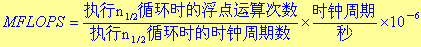 MFLOPS = 执行n₁/₂循环时的浮点运算次数 / 执行n₁/₂循环时的时钟周期数 × 时钟周期 / 秒 × 10⁻⁶